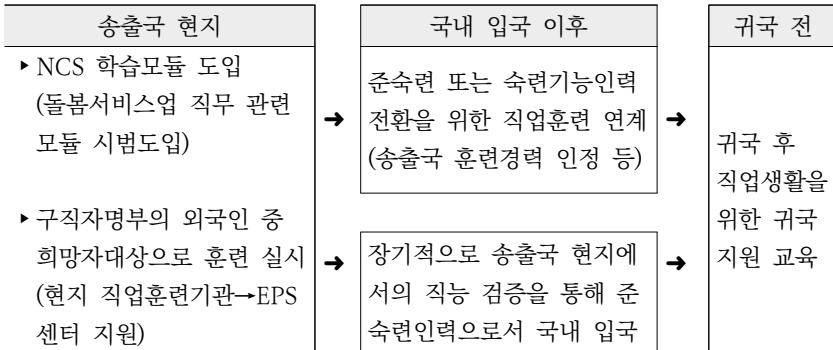 송출국 현지
▸NCS 학습모듈 도입
(돌봄서비스업 직무 관련
모듈 시범도입)
▸구직자명부의 외국인 중
희망자대상으로 훈련 실시
(현지 직업훈련기관→EPS
센터 지원)
➜
➜
국내 입국 이후
준숙련 또는 숙련기능인력
전환을 위한 직업훈련 연계
(송출국 훈련경력 인정 등)
장기적으로 송출국 현지에
서의 직능 검증을 통해 준
숙련인력으로서 국내 입국
➜
➜
귀국 전
귀국 후
직업생활을
위한 귀국
지원 교육